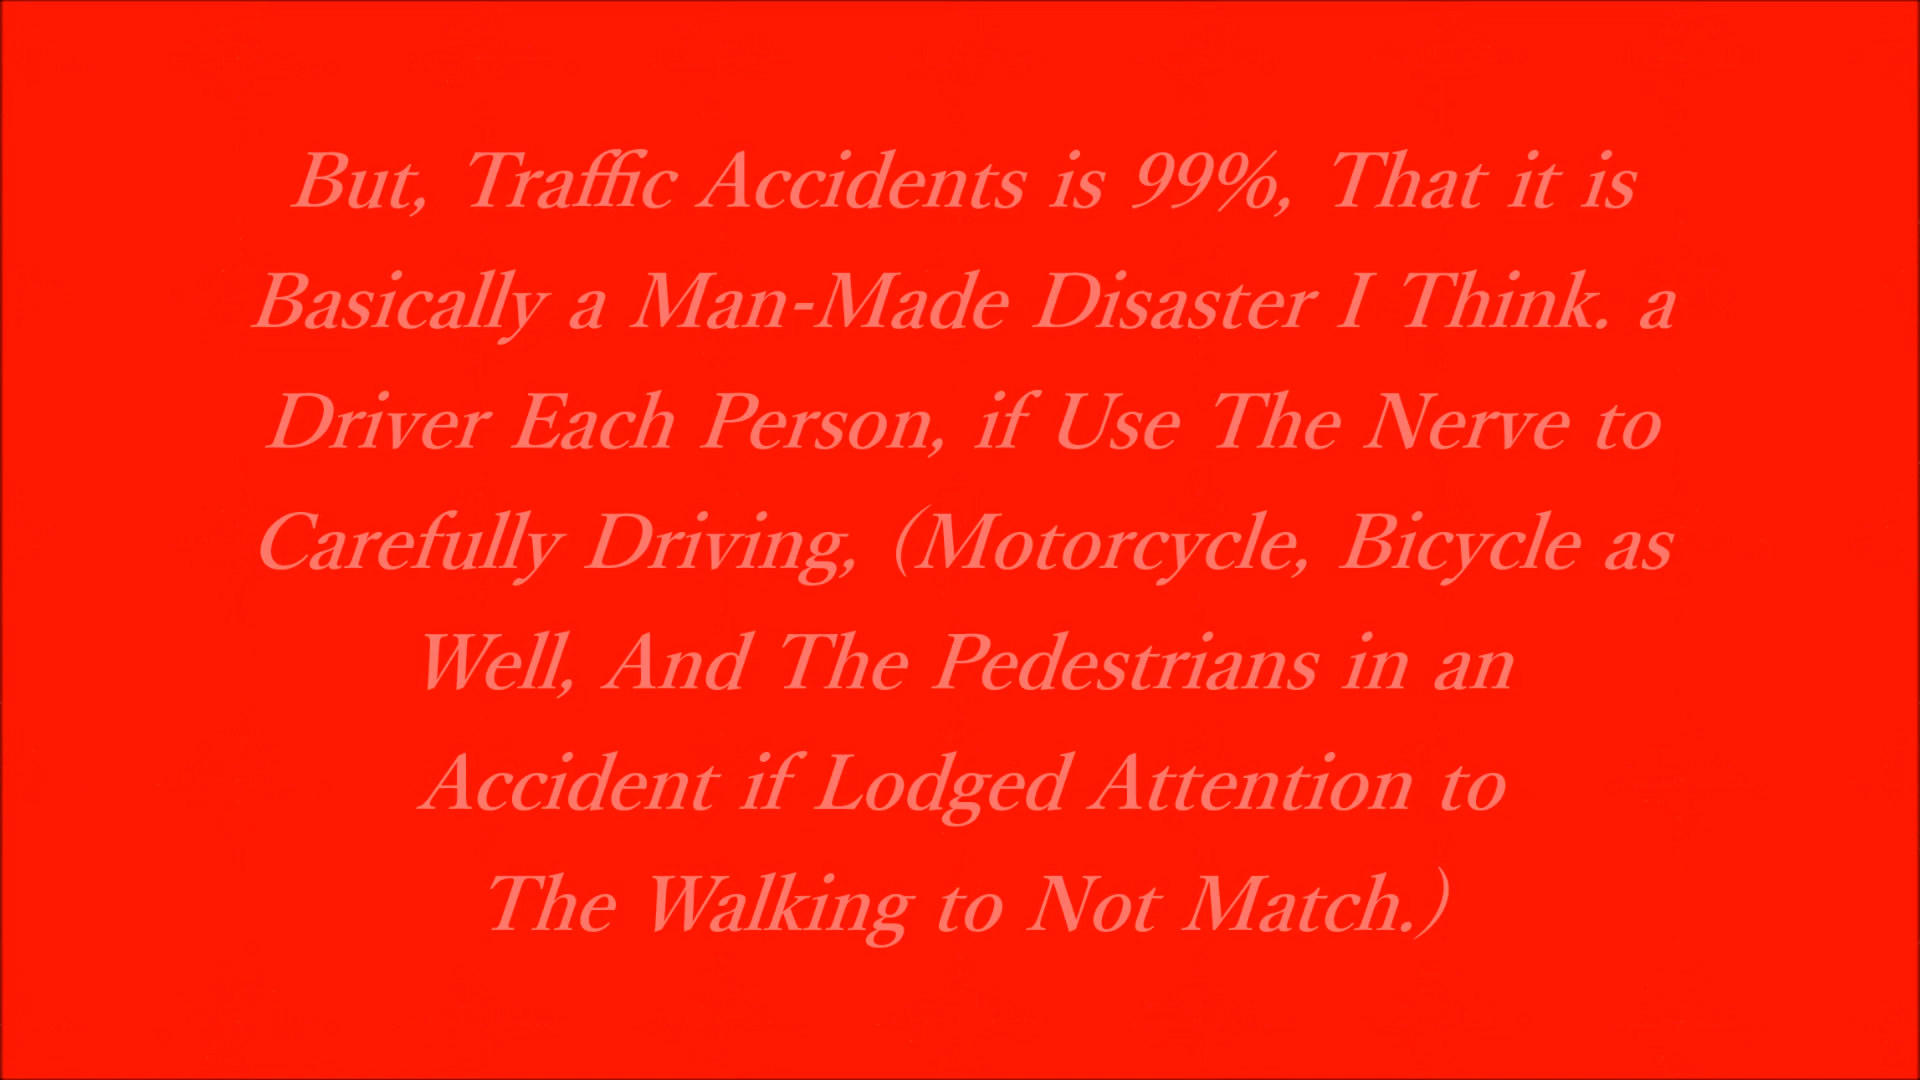 But, Traffic Accidents is 99%, That it is
Basically a Man-Made Disaster I Think. a
Driver Each Person, if Use The Nerve to
Carefully Driving, (Motorcycle, Bicycle as
Well, And The Pedestrians in an
Accident if Lodged Attention to
The Walking to Not Match.)